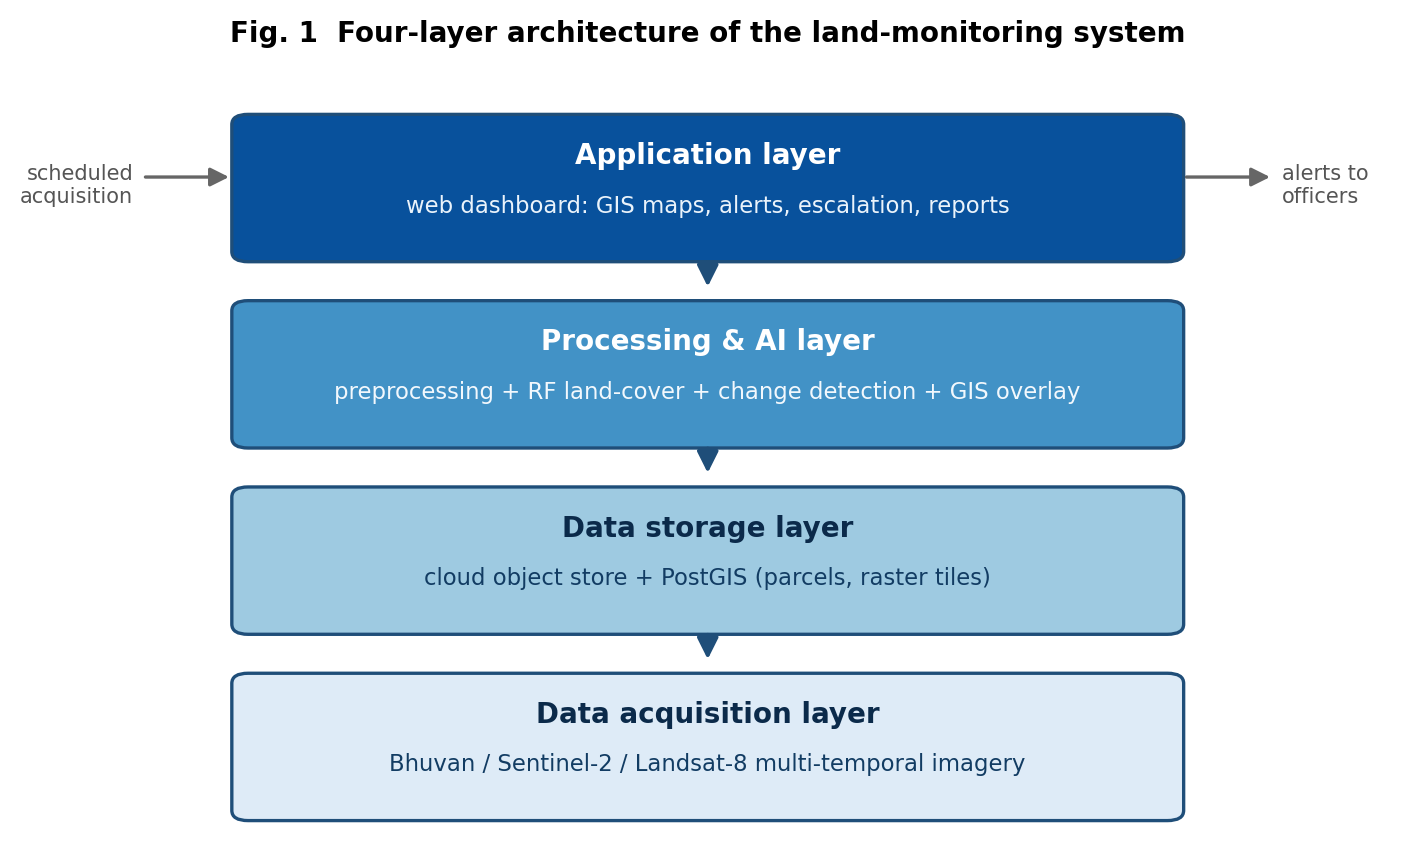 Fig. 1  Four-layer architecture of the land-monitoring system
scheduled
acquisition
Application layer
web dashboard: GIS maps, alerts, escalation, reports
alerts to
officers
Processing & AI layer
preprocessing + RF land-cover + change detection + GIS overlay
Data storage layer
cloud object store + PostGIS (parcels, raster tiles)
Data acquisition layer
Bhuvan / Sentinel-2 / Landsat-8 multi-temporal imagery